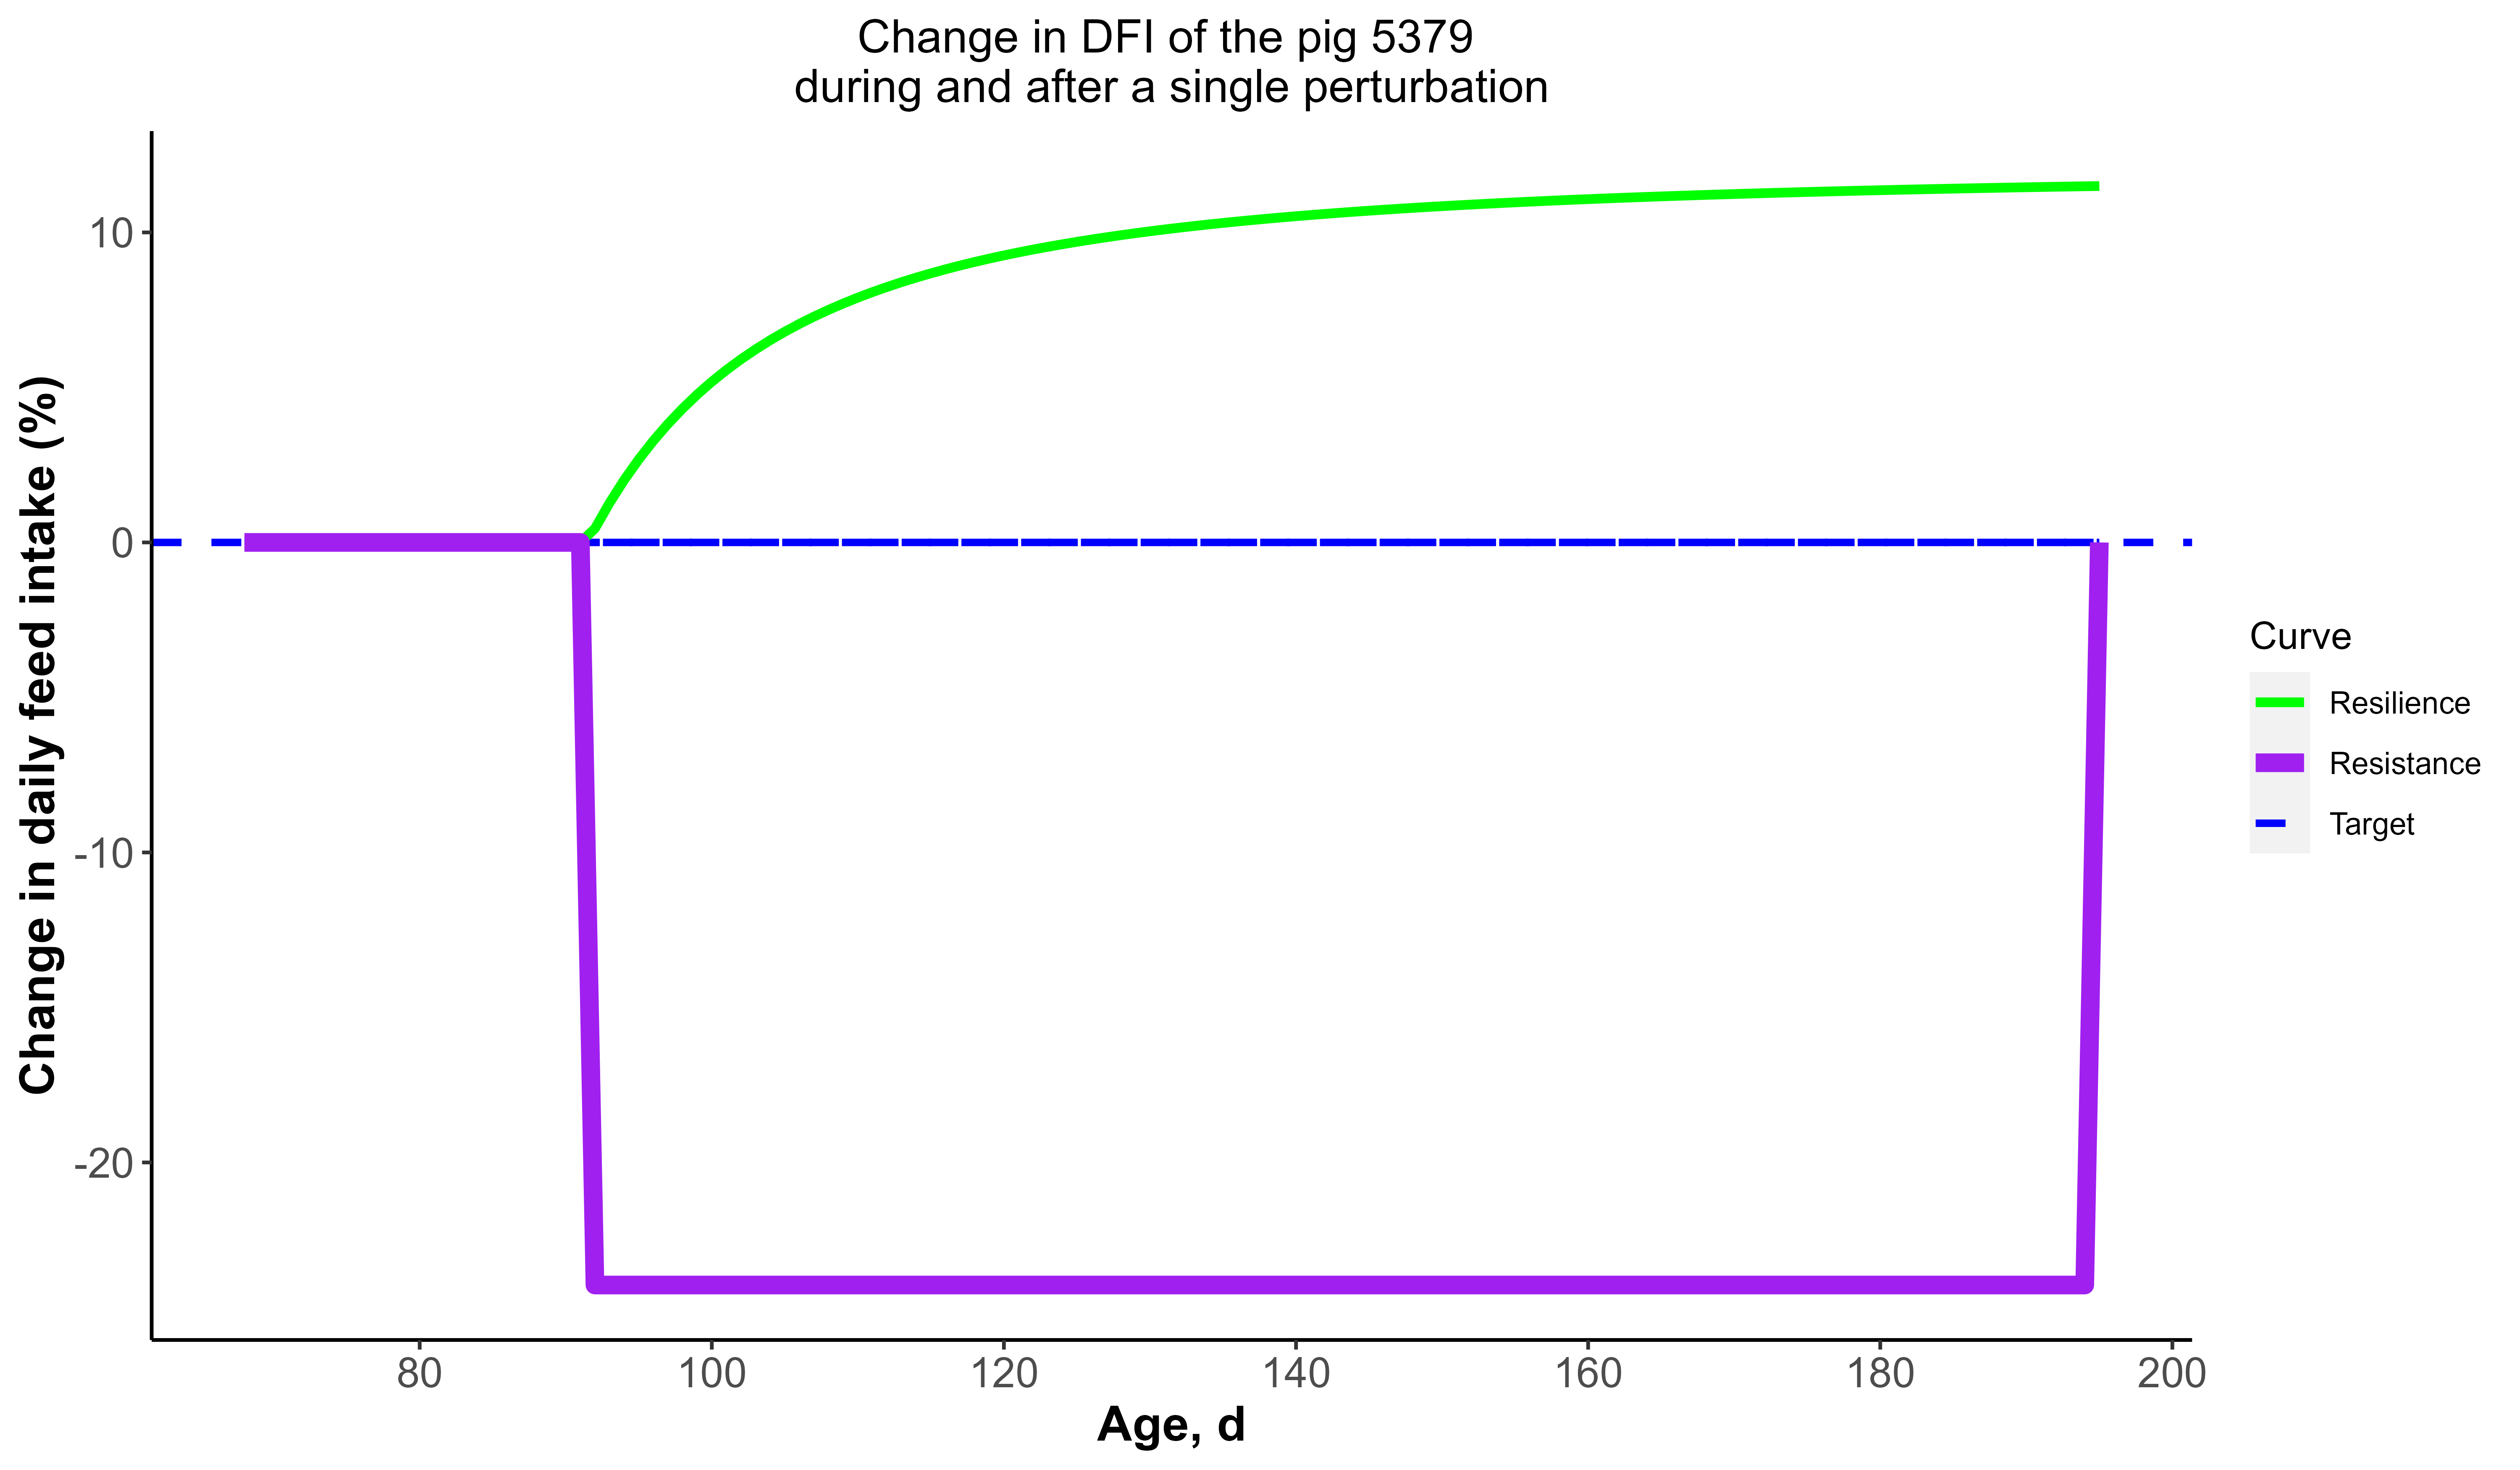 Change in DFI of the pig 5379
during and after a single perturbation
Change in daily feed intake (%)
10
0
-10
-20
80
100
120
140
160
180
200
Age, d
Curve
Resilience
Resistance
Target